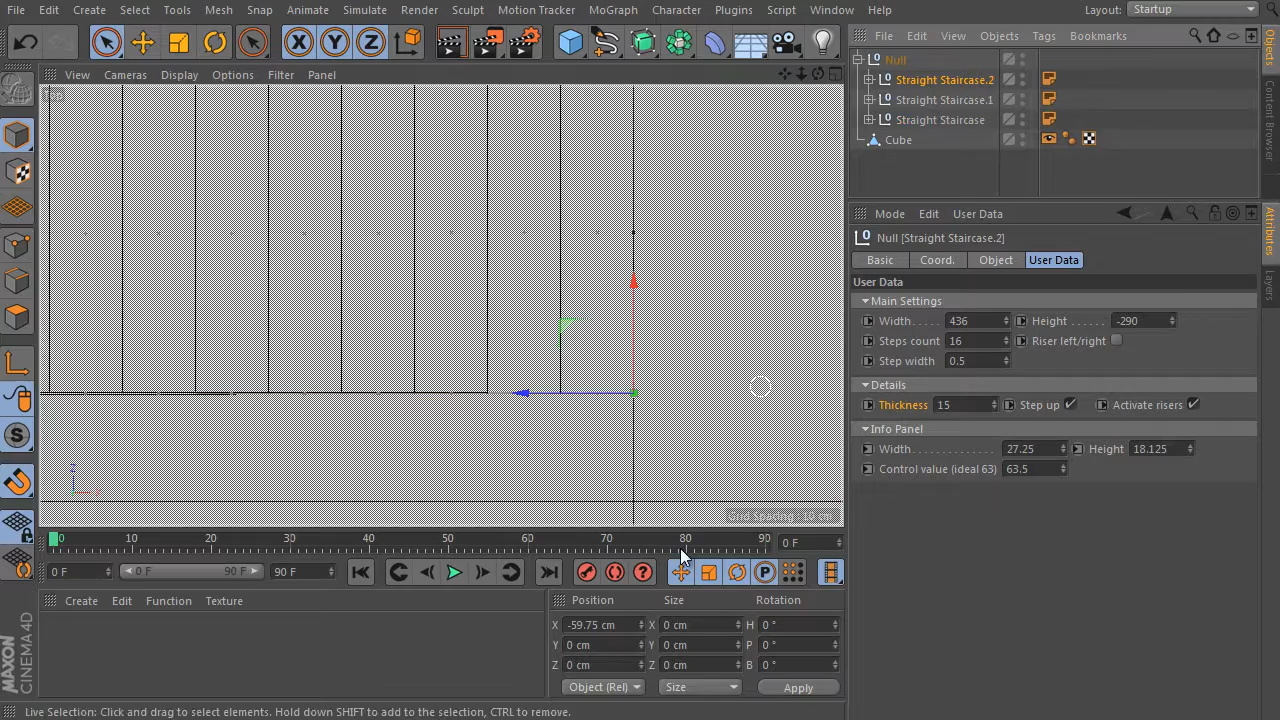 File Edit Create Select Tools Mesh Snap Animate Simulate Render Sculpt Motion Tracker MoGraph Character Plugins Script Window Help Layout: Startup
X Y Z
File Edit View Objects Tags Bookmarks
Null
Straight Staircase.2
Straight Staircase.1
Straight Staircase
Cube
Objects
Content Browser
Attributes
Layers
View Cameras Display Options Filter Panel
Top
Z
Mode Edit User Data
Null [Straight Staircase.2]
Basic Coord. Object User Data
User Data
Main Settings
Width 436 Height -290
Steps count 16 Riser left/right
Step width 0.5
Details
Thickness 15 Step up Activate risers
Info Panel
Width 27.25 Height 18.125
Control value (ideal 63) 63.5
0 10 20 30 40 50 60 70 80 90 0 F
0 F 0 F 90 F 90 F
Create Edit Function Texture
Position Size Rotation
X -59.75 cm X 0 cm H 0 °
Y 0 cm Y 0 cm P 0 °
Z 0 cm Z 0 cm B 0 °
Object (Rel) Size Apply
MAXON
CINEMA 4D
Live Selection: Click and drag to select elements. Hold down SHIFT to add to the selection, CTRL to remove.